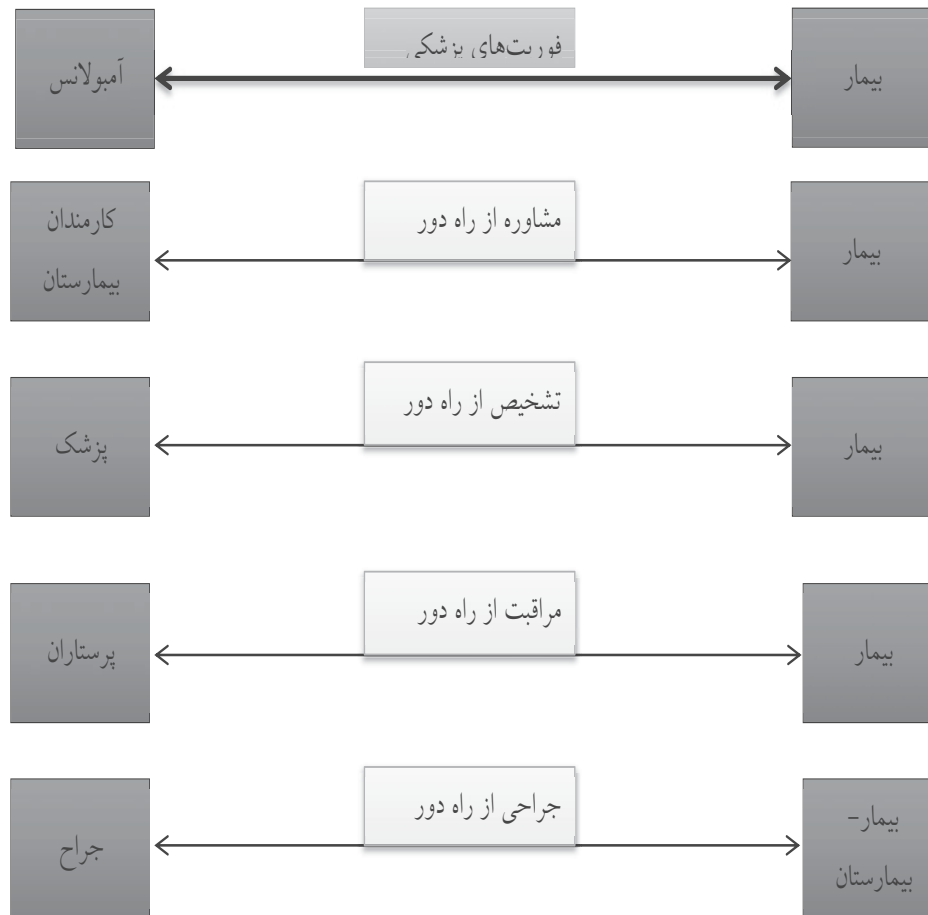 بیمار
فوریت‌های پزشکی
آمبولانس
بیمار
مشاوره از راه دور
کارمندان
بیمارستان
بیمار
تشخیص از راه دور
پزشک
بیمار
مراقبت از راه دور
پرستاران
بیمار-
بیمارستان
جراحی از راه دور
جراح